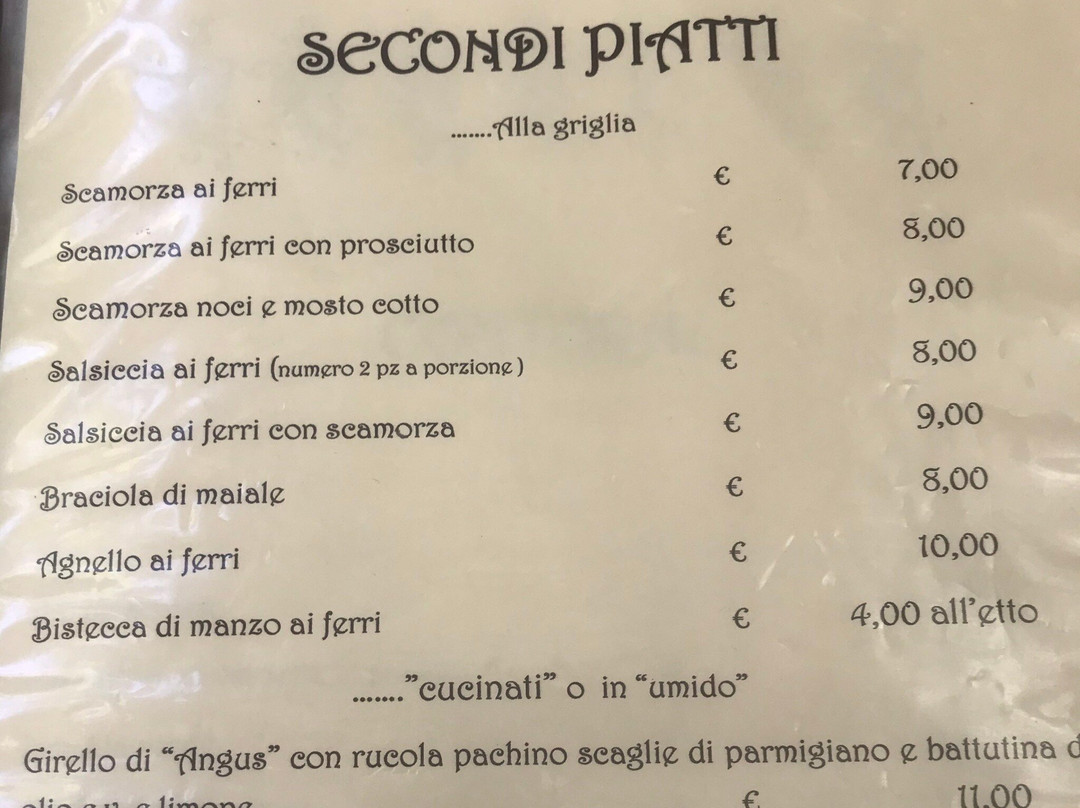 SECONDI PIATTI
.......Alla griglia
Scamorza ai ferri € 7,00
Scamorza ai ferri con prosciutto € 8,00
Scamorza noci e mosto cotto € 9,00
Salsiccia ai ferri (numero 2 pz a porzione) € 8,00
Salsiccia ai ferri con scamorza € 9,00
Braciola di maiale € 8,00
Agnello ai ferri € 10,00
Bistecca di manzo ai ferri € 4,00 all'etto
.......”cucinati” o in “umido”
Girello di “Angus” con rucola pachino scaglie di parmigiano e battutina
limone € 11,00